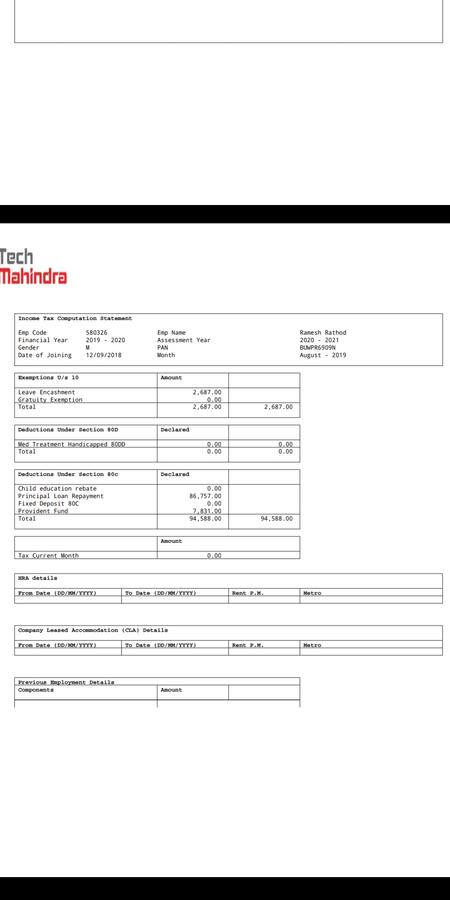 Tech
Mahindra
Income Tax Computation Statement
Emp Code 580326 Emp Name Ramesh Rathod
Financial Year 2019 - 2020 Assessment Year 2020 - 2021
Gender M PAN BUWPR6909N
Date of Joining 12/09/2018 Month August - 2019
Exemptions U/s 10 Amount
Leave Encashment 2,687.00
Gratuity Exemption 0.00
Total 2,687.00 2,687.00
Deductions Under Section 80D Declared
Med Treatment Handicapped 80DD 0.00 0.00
Total 0.00 0.00
Deductions Under Section 80c Declared
Child education rebate 0.00
Principal Loan Repayment 86,757.00
Fixed Deposit 80C 0.00
Provident Fund 7,831.00
Total 94,588.00 94,588.00
Amount
Tax Current Month 0.00
HRA details
From Date (DD/MM/YYYY) To Date (DD/MM/YYYY) Rent P.M. Metro
Company Leased Accommodation (CLA) Details
From Date (DD/MM/YYYY) To Date (DD/MM/YYYY) Rent P.M. Metro
Previous Employment Details
Components Amount